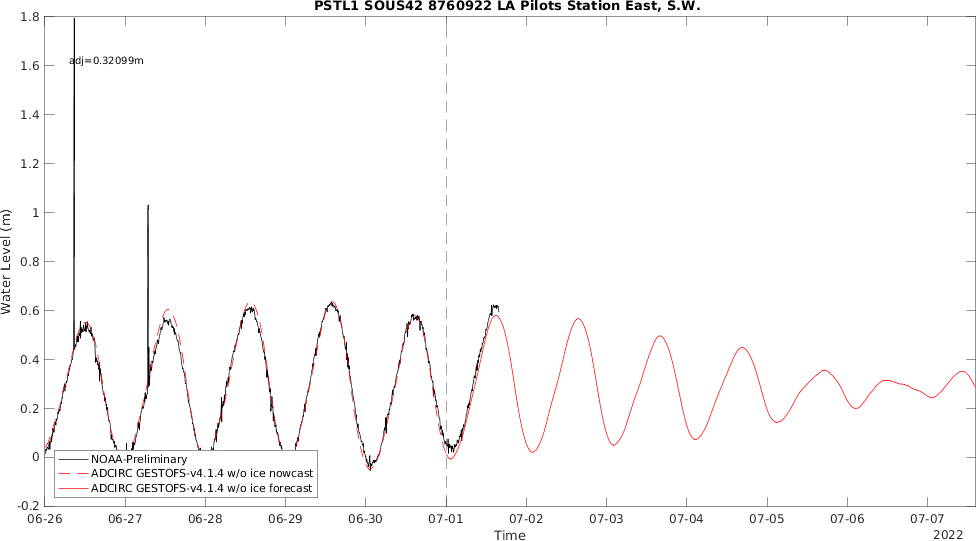 PSTL1 SOUS42 8760922 LA Pilots Station East, S.W.
1.8
1.6
1.4
1.2
1
0.8
0.6
0.4
0.2
0
-0.2
Water Level (m)
adj=0.32099m
NOAA-Preliminary
ADCIRC GESTOFS-v4.1.4 w/o ice nowcast
ADCIRC GESTOFS-v4.1.4 w/o ice forecast
06-26 06-27 06-28 06-29 06-30 07-01 07-02 07-03 07-04 07-05 07-06 07-07
Time
2022